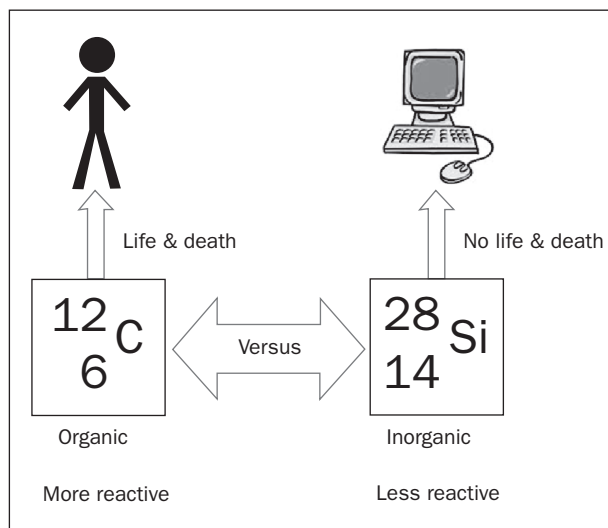 Life & death
No life & death
12
C
6
Versus
28
Si
14
Organic
Inorganic
More reactive
Less reactive